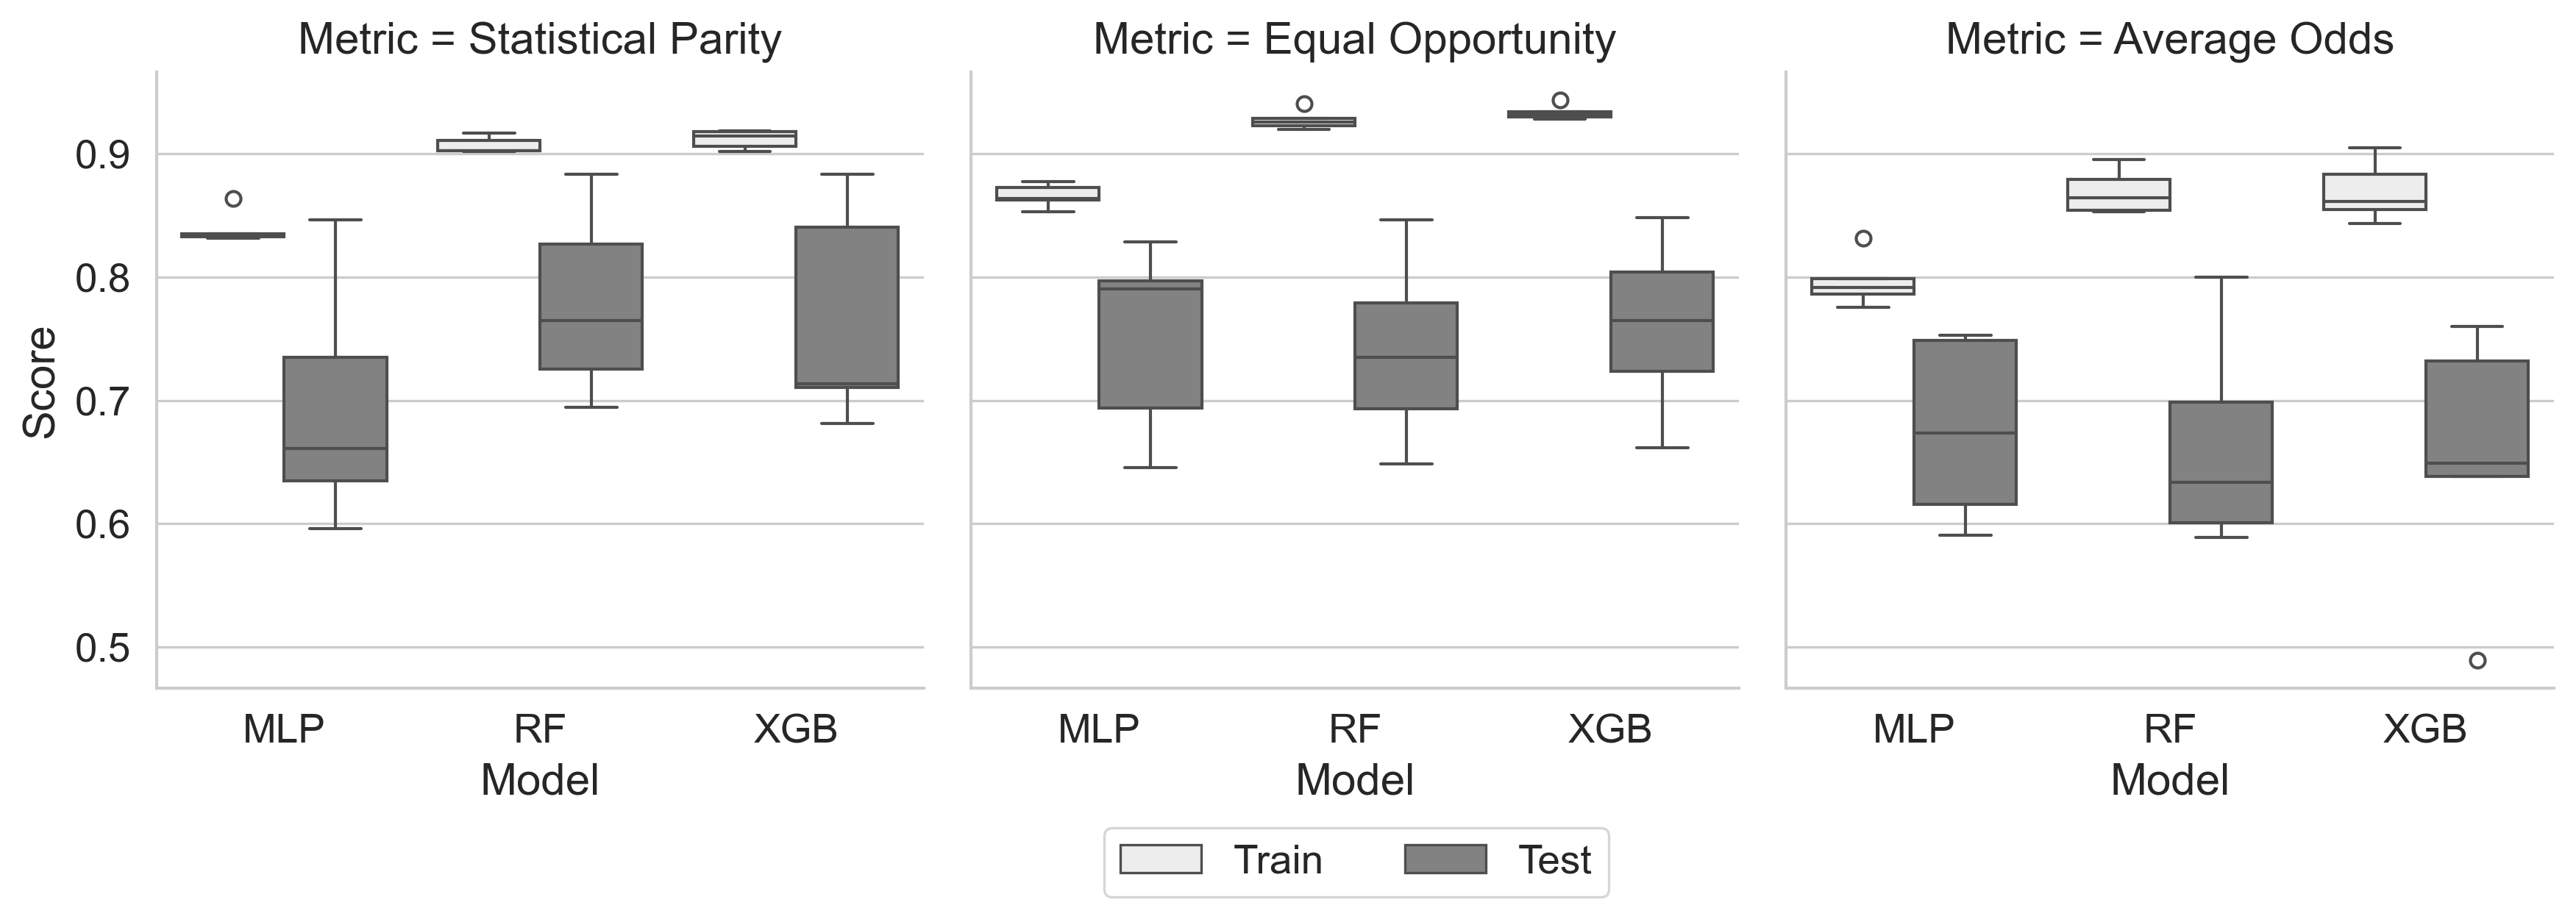 Metric = Statistical Parity
Metric = Equal Opportunity
Metric = Average Odds
Score
0.9
0.8
0.7
0.6
0.5
MLP RF XGB
MLP RF XGB
MLP RF XGB
Model
Model
Model
Train Test